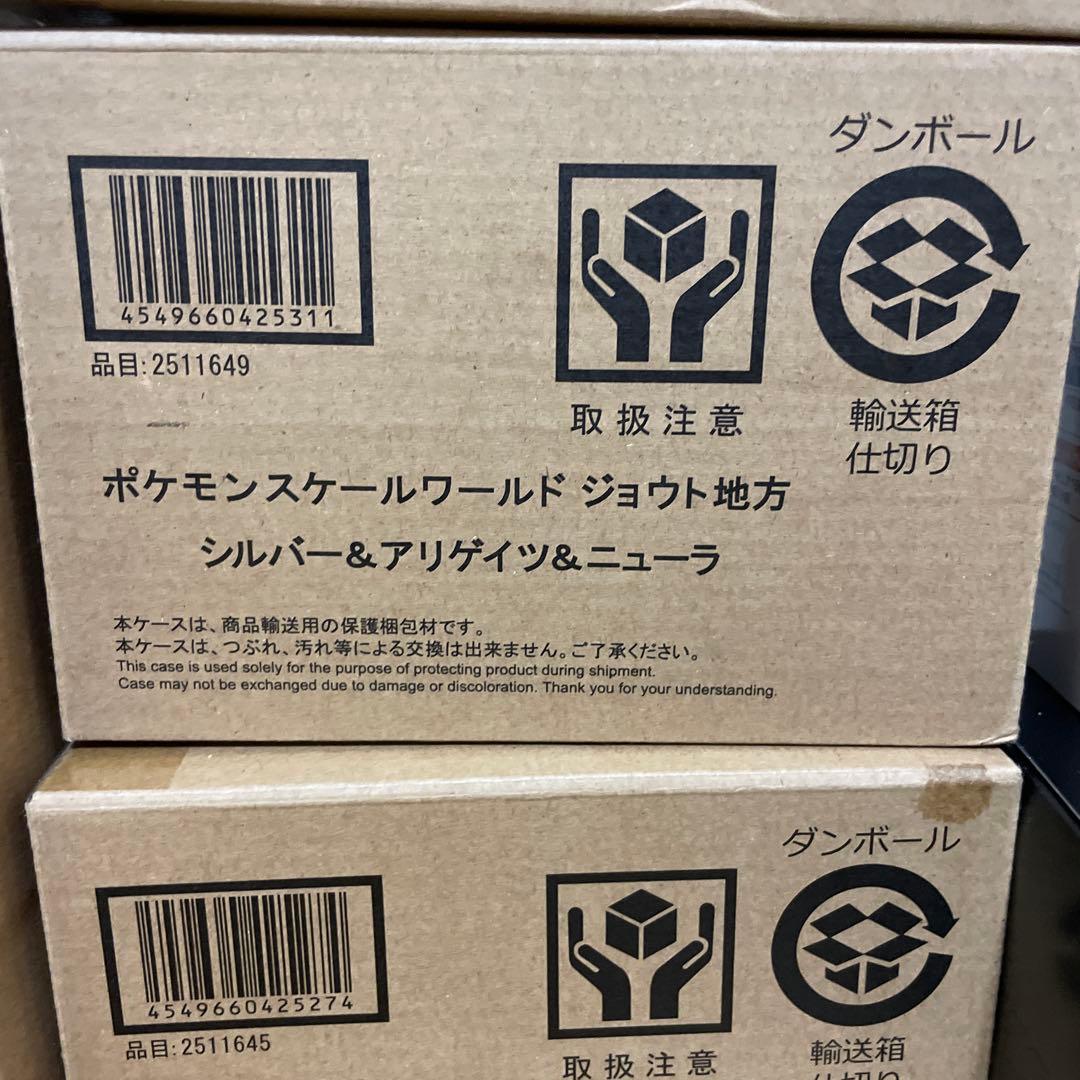 ダンボール
4549660425311
品目:2511649
取扱注意
輸送箱
仕切り
ポケモンスケールワールド ジョウト地方
シルバー&アリゲイツ&ニューラ
本ケースは、商品輸送用の保護梱包材です。
本ケースは、つぶれ、汚れ等による交換は出来ません。ご了承ください。
This case is used solely for the purpose of protecting product during shipment.
Case may not be exchanged due to damage or discoloration. Thank you for your understanding.
ダンボール
4549660425274
品目:2511645
取扱注意
輸送箱
仕切り